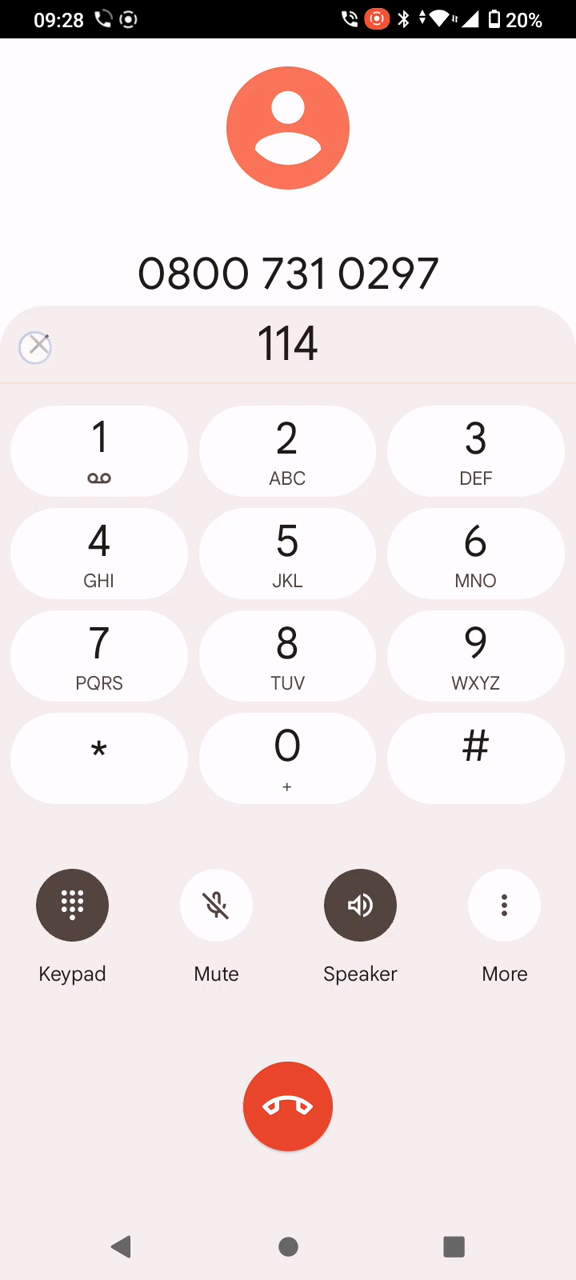 09:28
20%
0800 731 0297
114
1 2 3
ABC DEF
4 5 6
GHI JKL MNO
7 8 9
PQRS TUV WXYZ
* 0 #
+
Keypad Mute Speaker More